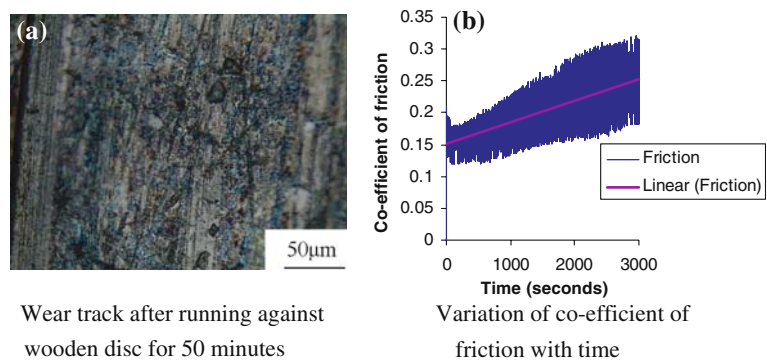 (a)
50μm
Wear track after running against
wooden disc for 50 minutes
(b)
0.35
0.3
0.25
0.2
0.15
0.1
0.05
0
Co-efficient of friction
0
1000
2000
3000
Time (seconds)
Friction
Linear (Friction)
Variation of co-efficient of
friction with time